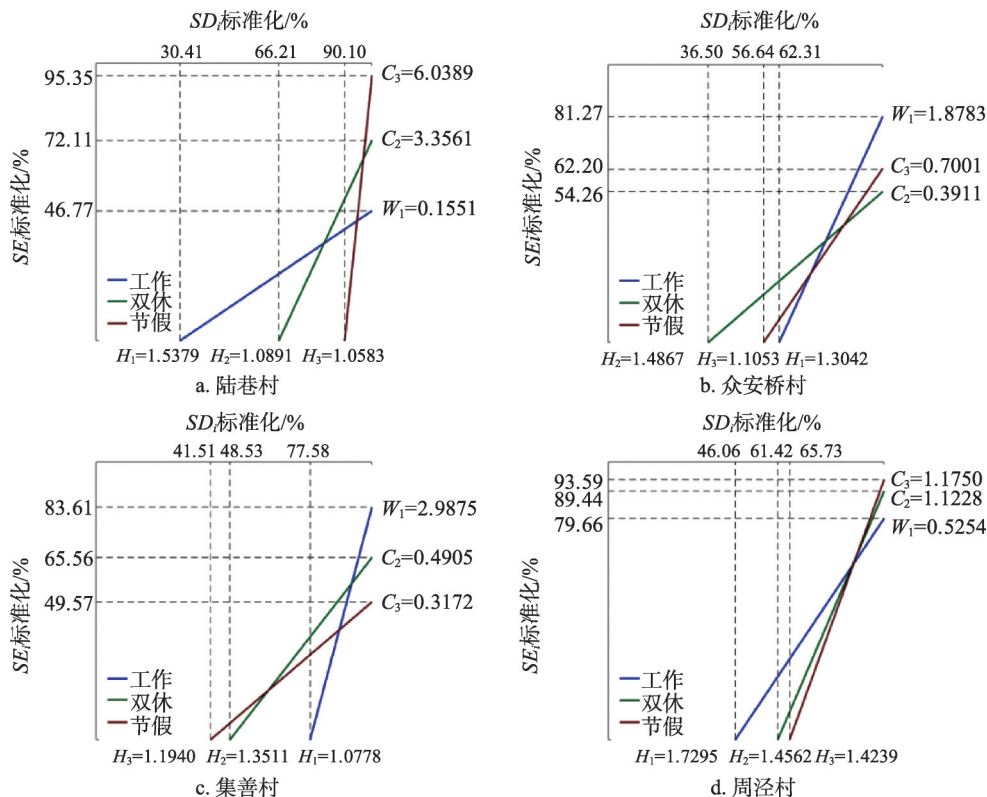 SDᵢ标准化/%
30.41 66.21 90.10
SEᵢ标准化/%
95.35
72.11
46.77
C₃=6.0389
C₂=3.3561
W₁=0.1551
工作
双休
节假
H₁=1.5379 H₂=1.0891 H₃=1.0583
a. 陆巷村
SDᵢ标准化/%
36.50 56.64 62.31
SEi标准化/%
81.27
62.20
54.26
W₁=1.8783
C₃=0.7001
C₂=0.3911
工作
双休
节假
H₂=1.4867 H₃=1.1053 H₁=1.3042
b. 众安桥村
SDᵢ标准化/%
41.51 48.53 77.58
SEᵢ标准化/%
83.61
65.56
49.57
W₁=2.9875
C₂=0.4905
C₃=0.3172
工作
双休
节假
H₃=1.1940 H₂=1.3511 H₁=1.0778
c. 集善村
SDᵢ标准化/%
46.06 61.42 65.73
SEᵢ标准化/%
93.59
89.44
79.66
C₃=1.1750
C₂=1.1228
W₁=0.5254
工作
双休
节假
H₁=1.7295 H₂=1.4562 H₃=1.4239
d. 周泾村